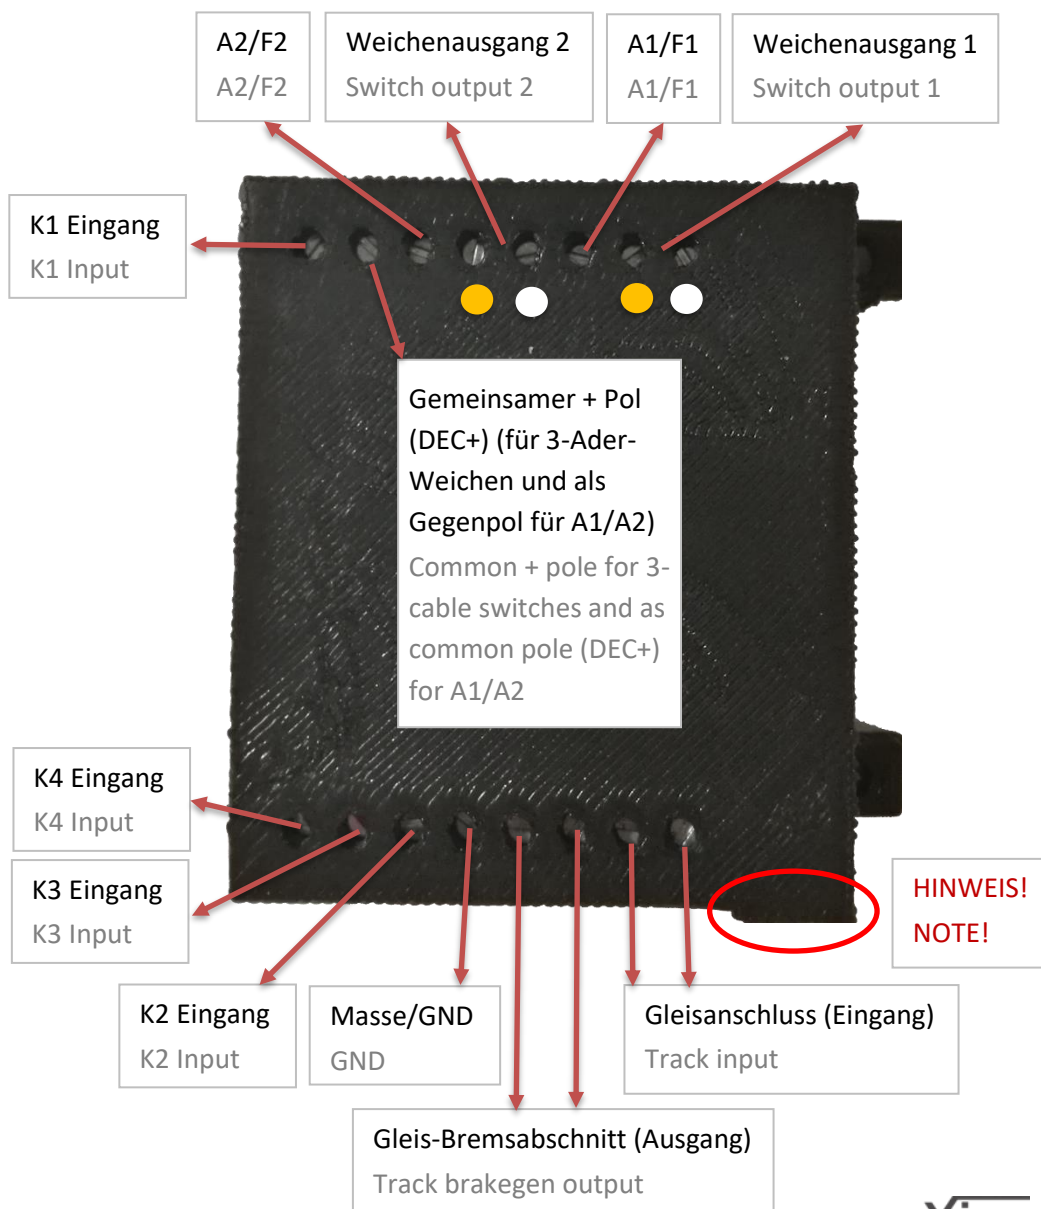 A2/F2
A2/F2
Weichenausgang 2
Switch output 2
A1/F1
A1/F1
Weichenausgang 1
Switch output 1
K1 Eingang
K1 Input
Gemeinsamer + Pol
(DEC+) (für 3-Ader-
Weichen und als
Gegenpol für A1/A2)
Common + pole for 3-
cable switches and as
common pole (DEC+)
for A1/A2
K4 Eingang
K4 Input
K3 Eingang
K3 Input
HINWEIS!
NOTE!
K2 Eingang
K2 Input
Masse/GND
GND
Gleisanschluss (Eingang)
Track input
Gleis-Bremsabschnitt (Ausgang)
Track brakegen output